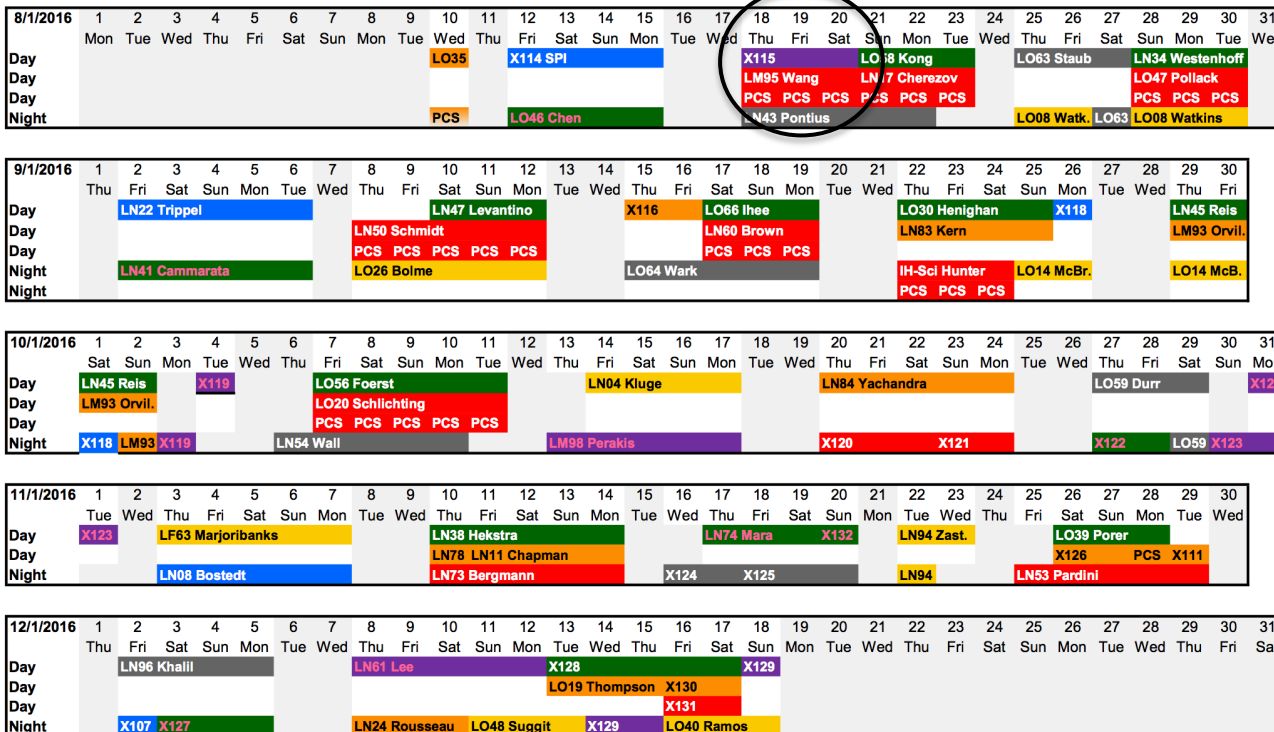 8/1/2016 1 2 3 4 5 6 7 8 9 10 11 12 13 14 15 16 17 18 19 20 21 22 23 24 25 26 27 28 29 30 31
Mon Tue Wed Thu Fri Sat Sun Mon Tue Wed Thu Fri Sat Sun Mon Tue Wed Thu Fri Sat Sun Mon Tue Wed Thu Fri Sat Sun Mon Tue We
Day LO35 X114 SPI X115 LO58 Kong LO63 Staub LN34 Westenhoff
Day LM95 Wang LN17 Cherezov LO47 Pollack
Day PCS PCS PCS PCS PCS PCS PCS PCS PCS
Night PCS LO46 Chen LN43 Pontius LO08 Watk. LO63 LO08 Watkins
9/1/2016 1 2 3 4 5 6 7 8 9 10 11 12 13 14 15 16 17 18 19 20 21 22 23 24 25 26 27 28 29 30
Thu Fri Sat Sun Mon Tue Wed Thu Fri Sat Sun Mon Tue Wed Thu Fri Sat Sun Mon Tue Wed Thu Fri Sat Sun Mon Tue Wed Thu Fri
Day LN22 Trippel LN47 Levantino X116 LO66 Ihee LO30 Henighan X118 LN45 Reis
Day LN50 Schmidt LN60 Brown LN83 Kern LM93 Orvil.
Day PCS PCS PCS PCS PCS PCS PCS PCS
Night LN41 Cammarata LO26 Bolme LO64 Wark IH-Sci Hunter LO14 McBr. LO14 McB.
Night PCS PCS PCS
10/1/2016 1 2 3 4 5 6 7 8 9 10 11 12 13 14 15 16 17 18 19 20 21 22 23 24 25 26 27 28 29 30 31
Sat Sun Mon Tue Wed Thu Fri Sat Sun Mon Tue Wed Thu Fri Sat Sun Mon Tue Wed Thu Fri Sat Sun Mon Tue Wed Thu Fri Sat Sun Mo
Day LN45 Reis X119 LO56 Foerst LN04 Kluge LN84 Yachandra LO59 Durr X12
Day LM93 Orvil. LO20 Schlichting
Day PCS PCS PCS PCS PCS
Night X118 LM93 X119 LN54 Wall LM98 Perakis X120 X121 X122 LO59 X123
11/1/2016 1 2 3 4 5 6 7 8 9 10 11 12 13 14 15 16 17 18 19 20 21 22 23 24 25 26 27 28 29 30
Tue Wed Thu Fri Sat Sun Mon Tue Wed Thu Fri Sat Sun Mon Tue Wed Thu Fri Sat Sun Mon Tue Wed Thu Fri Sat Sun Mon Tue Wed
Day X123 LF63 Marjoribanks LN38 Hekstra LN74 Mara X132 LN94 Zast. LO39 Porer
Day LN78 LN11 Chapman X126 PCS X111
Night LN08 Bostedt LN73 Bergmann X124 X125 LN94 LN53 Pardini
12/1/2016 1 2 3 4 5 6 7 8 9 10 11 12 13 14 15 16 17 18 19 20 21 22 23 24 25 26 27 28 29 30 31
Thu Fri Sat Sun Mon Tue Wed Thu Fri Sat Sun Mon Tue Wed Thu Fri Sat Sun Mon Tue Wed Thu Fri Sat Sun Mon Tue Wed Thu Fri Sa
Day LN96 Khalil LN61 Lee X128 X129
Day LO19 Thompson X130
Day X131
Night X107 X127 LN24 Rousseau LO48 Suggit X129 LO40 Ramos